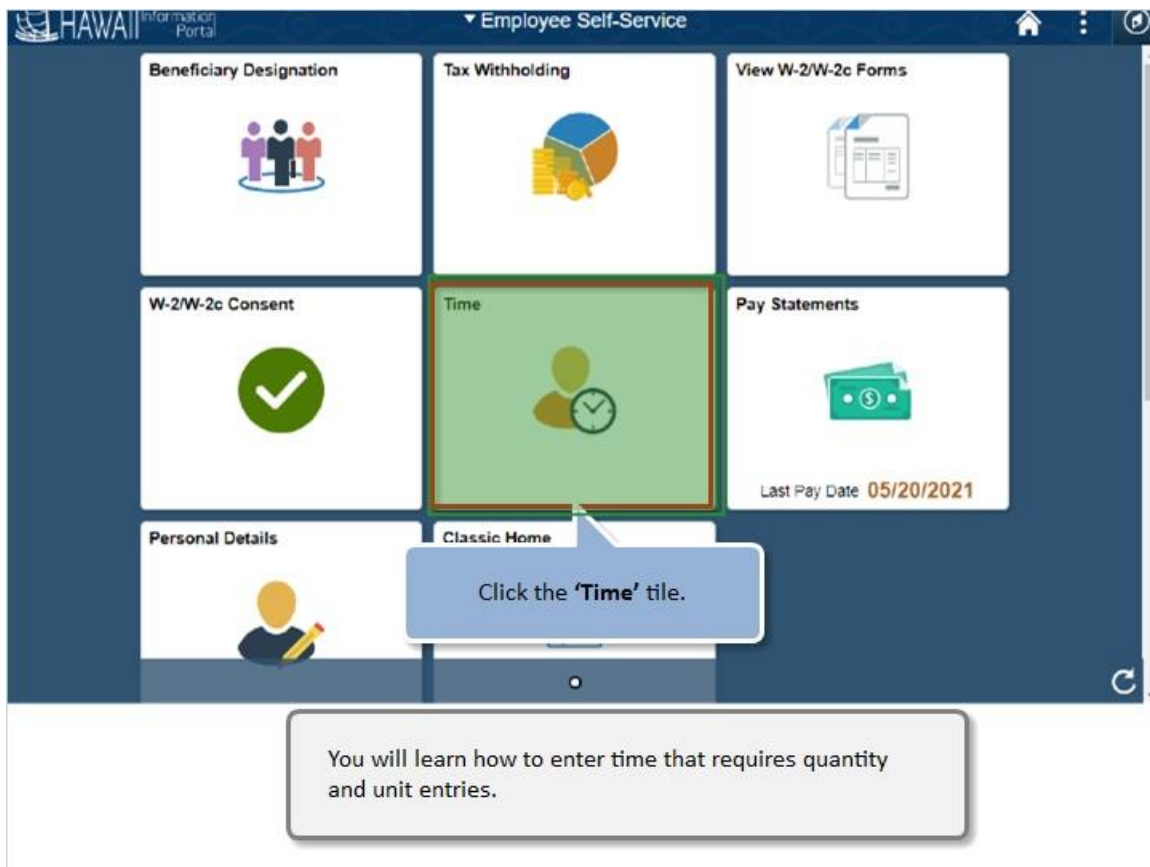 HAWAII Information Portal
Employee Self-Service
Beneficiary Designation
Tax Withholding
View W-2/W-2c Forms
W-2/W-2c Consent
Time
Pay Statements
Last Pay Date 05/20/2021
Personal Details
Classic Home
Click the ‘Time’ tile.
You will learn how to enter time that requires quantity
and unit entries.